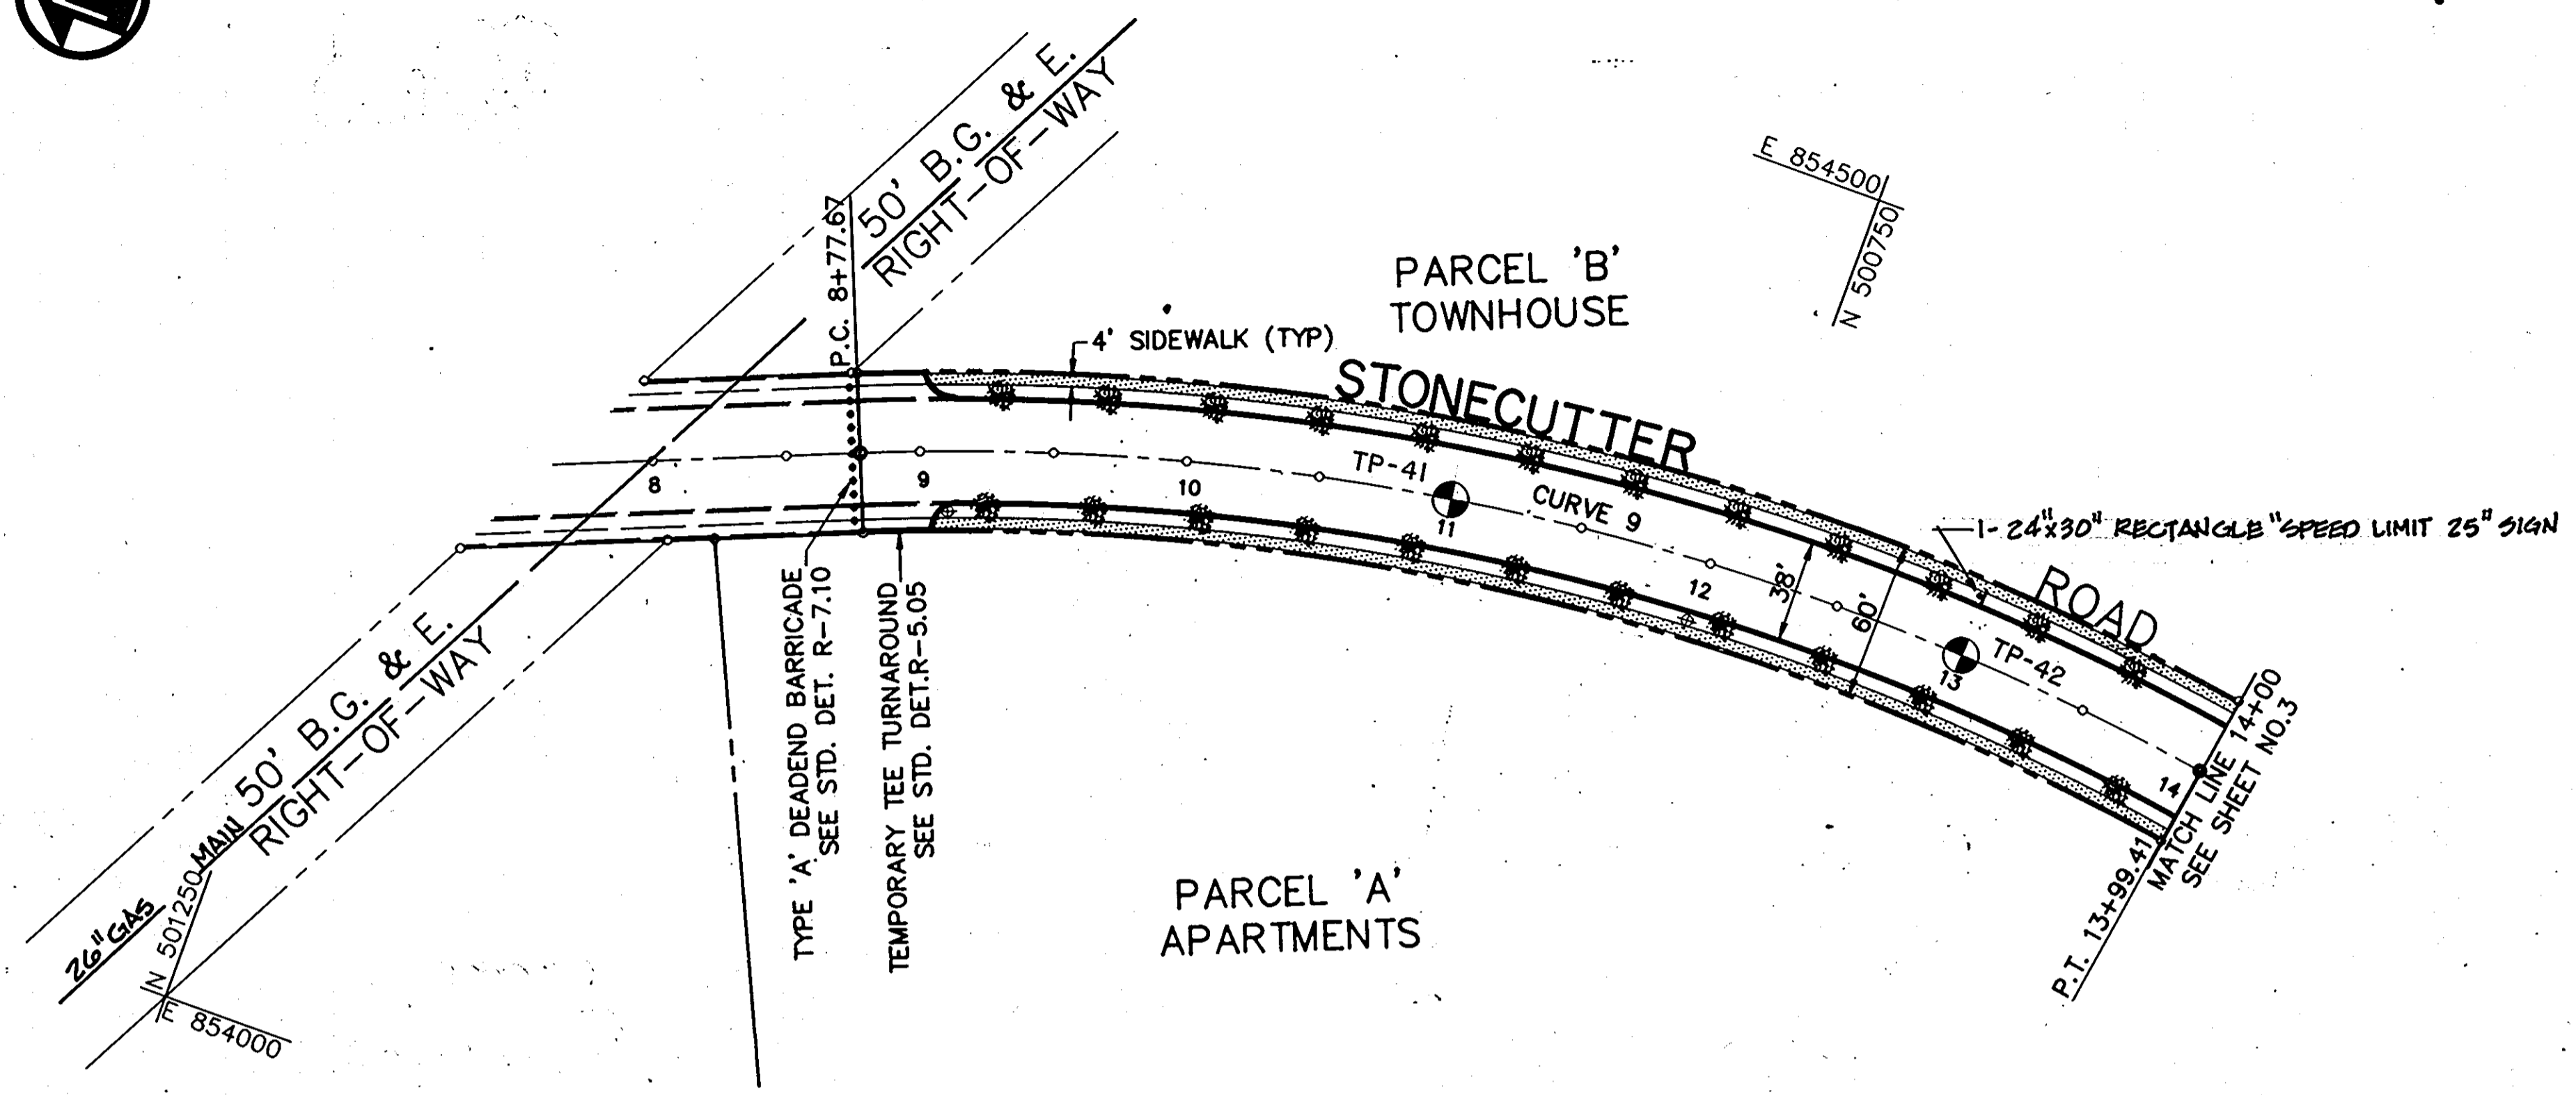 50' B.G. & E.
RIGHT-OF-WAY
P.C. 8+77.67
E 854500
N 500750
PARCEL 'B'
TOWNHOUSE
4' SIDEWALK (TYP)
STONECUTTER ROAD
TP-41
CURVE 9
8
9
10
11
12
13
14
1-24"x30" RECTANGLE "SPEED LIMIT 25" SIGN
38'
60'
TP-42
TYPE 'A' DEADEND BARRICADE
SEE STD. DET. R-7.10
TEMPORARY TEE TURNAROUND
SEE STD. DET.R-5.05
50' B.G. & E.
RIGHT-OF-WAY
26" GAS MAIN
N 501250
E 854000
PARCEL 'A'
APARTMENTS
P.T. 13+99.41
MATCH LINE 14+00
SEE SHEET NO.3